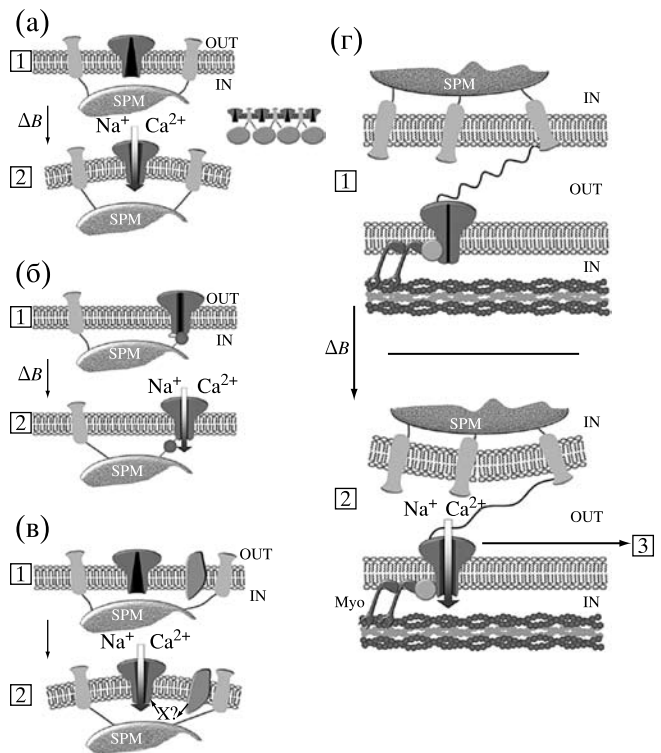 (а)
1
OUT
IN
SPM
ΔB
Na⁺ Ca²⁺
2
SPM
(б)
1
OUT
IN
SPM
ΔB
Na⁺ Ca²⁺
2
SPM
(в)
1
OUT
IN
SPM
Na⁺ Ca²⁺
2
X?
SPM
(г)
SPM
IN
1
OUT
IN
ΔB
SPM
IN
2
Na⁺ Ca²⁺
OUT
3
Myo
IN